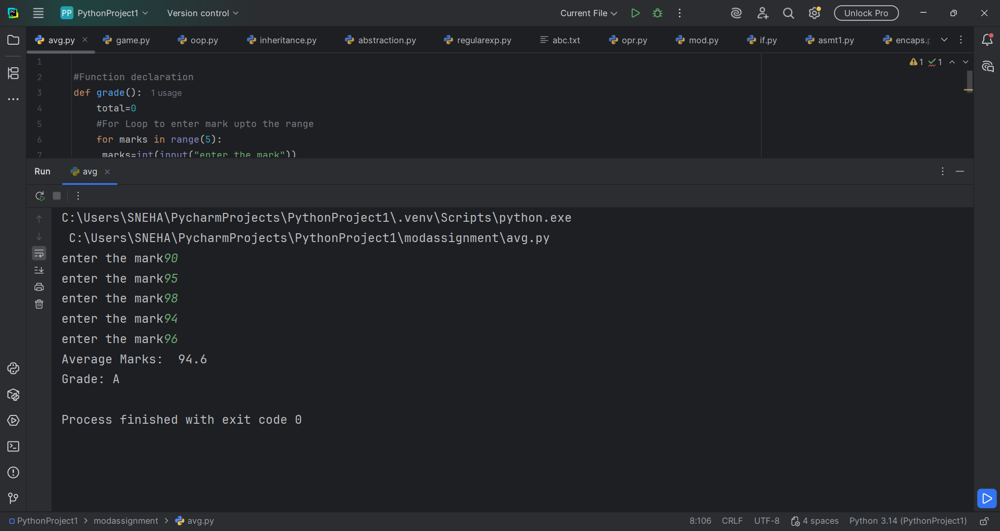 PC
PP PythonProject1 Version control Current File Unlock Pro
avg.py game.py oop.py inheritance.py abstraction.py regularexp.py abc.txt opr.py mod.py if.py asmt1.py encaps.p
1 1 1
2 #Function declaration
3 def grade(): 1 usage
4 total=0
5 #For Loop to enter mark upto the range
6 for marks in range(5):
7 marks=int(input("enter the mark"))
Run avg
C:\Users\SNEHA\PycharmProjects\PythonProject1\.venv\Scripts\python.exe
C:\Users\SNEHA\PycharmProjects\PythonProject1\modassignment\avg.py
enter the mark90
enter the mark95
enter the mark98
enter the mark94
enter the mark96
Average Marks:  94.6
Grade: A
Process finished with exit code 0
PythonProject1 > modassignment > avg.py 8:106 CRLF UTF-8 4 spaces Python 3.14 (PythonProject1)